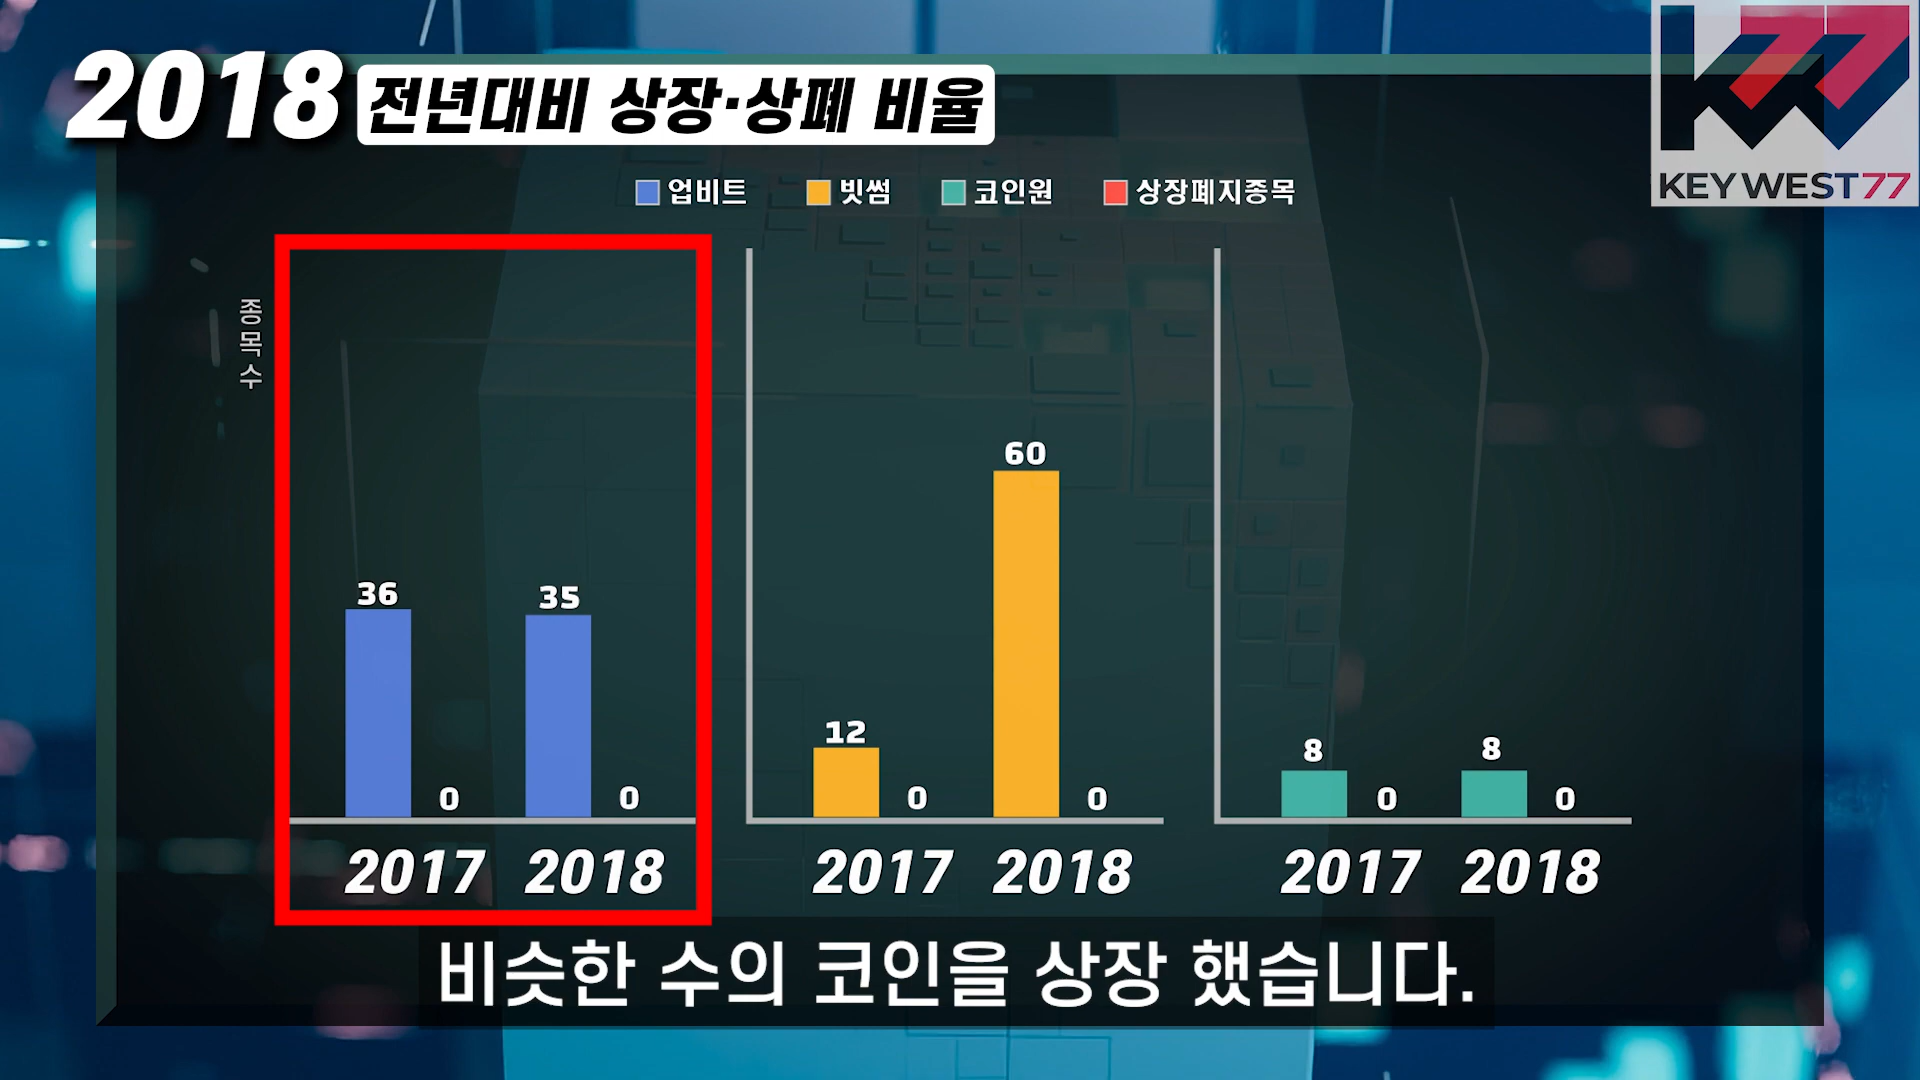 2018 전년대비 상장·상폐 비율
KEYWEST77
업비트 빗썸 코인원 상장폐지종목
종목수
36 0 35 0
12 0 60 0
8 0 8 0
2017 2018 2017 2018 2017 2018
비슷한 수의 코인을 상장 했습니다.